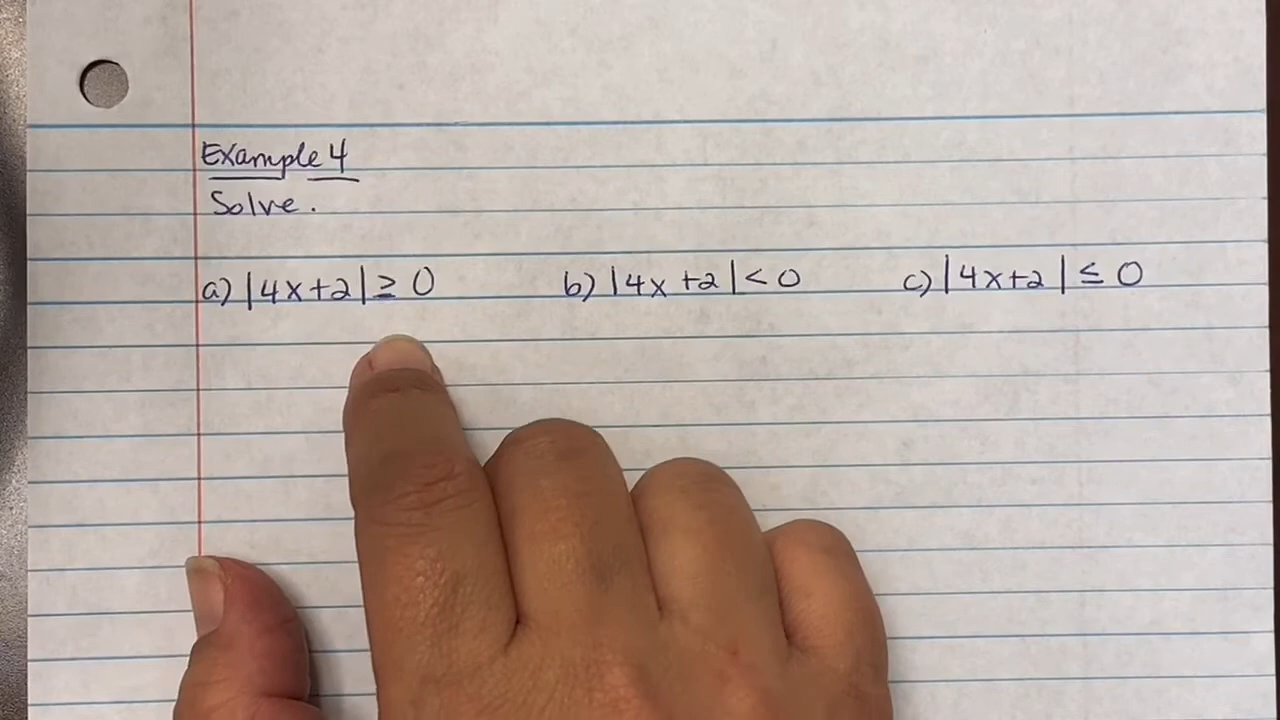 Example 4
Solve.
a) |4x+2| ≥ 0 b) |4x+2| < 0 c) |4x+2| ≤ 0